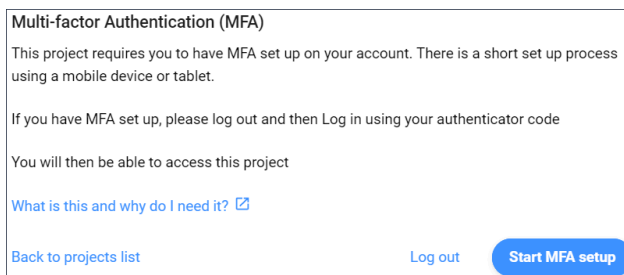 Multi-factor Authentication (MFA)
This project requires you to have MFA set up on your account. There is a short set up process
using a mobile device or tablet.
If you have MFA set up, please log out and then Log in using your authenticator code
You will then be able to access this project
What is this and why do I need it?
Back to projects list
Log out
Start MFA setup